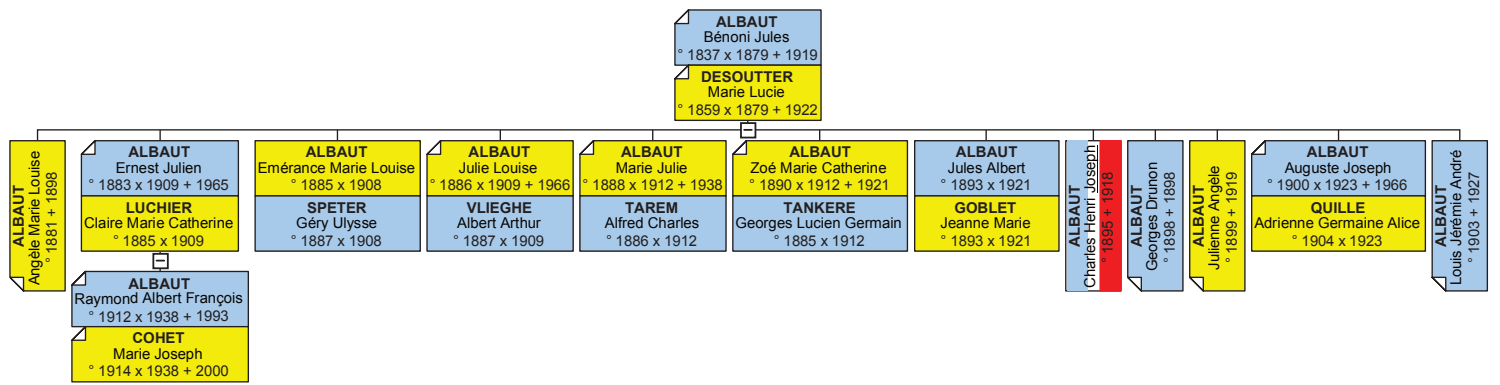 ALBAUT
Bénoni Jules
° 1837 x 1879 + 1919
DESOUTTER
Marie Lucie
° 1859 x 1879 + 1922
ALBAUT
Angèle Marie Louise
° 1881 + 1898
ALBAUT
Ernest Julien
° 1883 x 1909 + 1965
LUCHIER
Claire Marie Catherine
° 1885 x 1909
ALBAUT
Raymond Albert François
° 1912 x 1938 + 1993
COHET
Marie Joseph
° 1914 x 1938 + 2000
ALBAUT
Emérance Marie Louise
° 1885 x 1908
SPETER
Géry Ulysse
° 1887 x 1908
ALBAUT
Julie Louise
° 1886 x 1909 + 1966
VLIEGHE
Albert Arthur
° 1887 x 1909
ALBAUT
Marie Julie
° 1888 x 1912 + 1938
TAREM
Alfred Charles
° 1886 x 1912
ALBAUT
Zoé Marie Catherine
° 1890 x 1912 + 1921
TANKERE
Georges Lucien Germain
° 1885 x 1912
ALBAUT
Jules Albert
° 1893 x 1921
GOBLET
Jeanne Marie
° 1893 x 1921
ALBAUT
Charles Henri Joseph
° 1895 + 1918
ALBAUT
Georges Drunon
° 1898 + 1898
ALBAUT
Julienne Angèle
° 1899 + 1919
ALBAUT
Auguste Joseph
° 1900 x 1923 + 1966
QUILLE
Adrienne Germaine Alice
° 1904 x 1923
ALBAUT
Louis Jérémie André
° 1903 + 1927